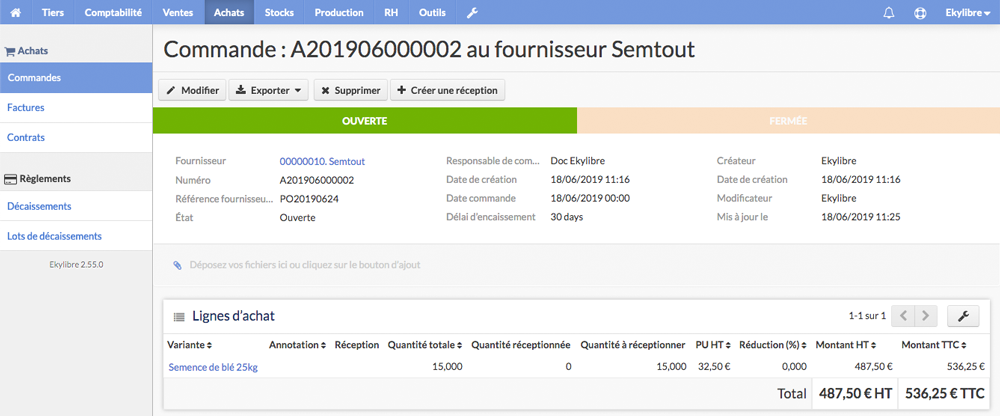 Tiers Comptabilité Ventes Achats Stocks Production RH Outils Ekylibre
Achats
Commandes
Factures
Contrats
Règlements
Décaissements
Lots de décaissements
Ekylibre 2.55.0
Commande : A201906000002 au fournisseur Semtout
Modifier Exporter Supprimer Créer une réception
OUVERTE FERMÉE
Fournisseur 00000010. Semtout Responsable de com... Doc Ekylibre Créateur Ekylibre
Numéro A201906000002 Date de création 18/06/2019 11:16 Date de création 18/06/2019 11:16
Référence fournisseu... PO20190624 Date commande 18/06/2019 00:00 Modificateur Ekylibre
État Ouverte Délai d'encaissement 30 days Mis à jour le 18/06/2019 11:25
Déposez vos fichiers ici ou cliquez sur le bouton d'ajout
Lignes d'achat 1-1 sur 1
Variante Annotation Réception Quantité totale Quantité réceptionnée Quantité à réceptionner PU HT Réduction (%) Montant HT Montant TTC
Semence de blé 25kg 15,000 0 15,000 32,50 € 0,000 487,50 € 536,25 €
Total 487,50 € HT 536,25 € TTC